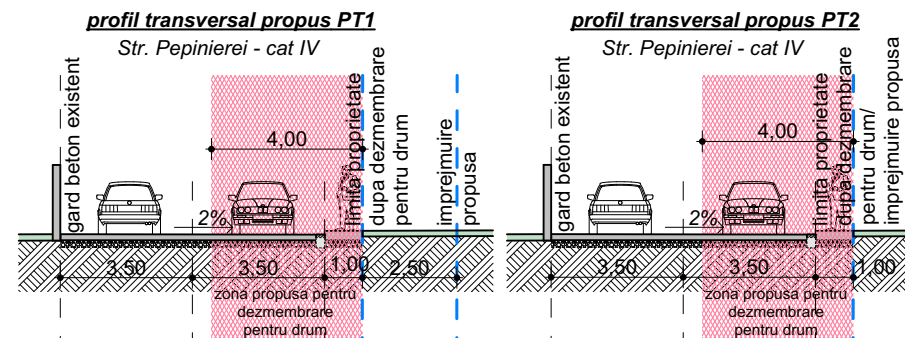 profil transversal propus PT1
Str. Pepinierei - cat IV
gard beton existent
4,00
limita proprietate
dupa dezmembrare
pentru drum
imprejmuire
propusa
2%
3,50
3,50
1,00
2,50
zona propusa pentru
dezmembrare
pentru drum
profil transversal propus PT2
Str. Pepinierei - cat IV
gard beton existent
4,00
limita proprietate
dupa dezmembrare
pentru drum/
imprejmuire propusa
2%
3,50
3,50
1,00
zona propusa pentru
dezmembrare
pentru drum